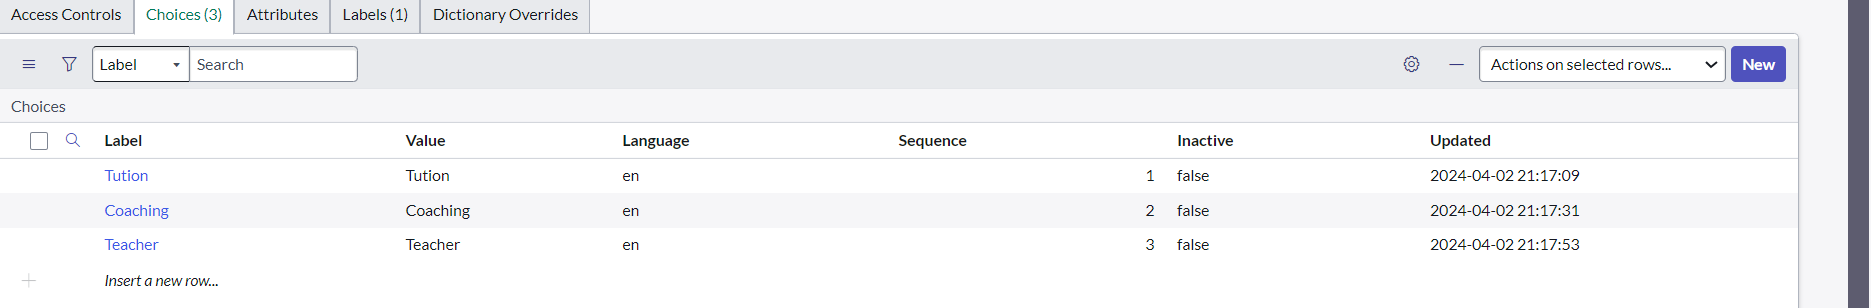 Access Controls Choices (3) Attributes Labels (1) Dictionary Overrides
Label Search Actions on selected rows... New
Choices
Label Value Language Sequence Inactive Updated
Tution Tution en 1 false 2024-04-02 21:17:09
Coaching Coaching en 2 false 2024-04-02 21:17:31
Teacher Teacher en 3 false 2024-04-02 21:17:53
Insert a new row...